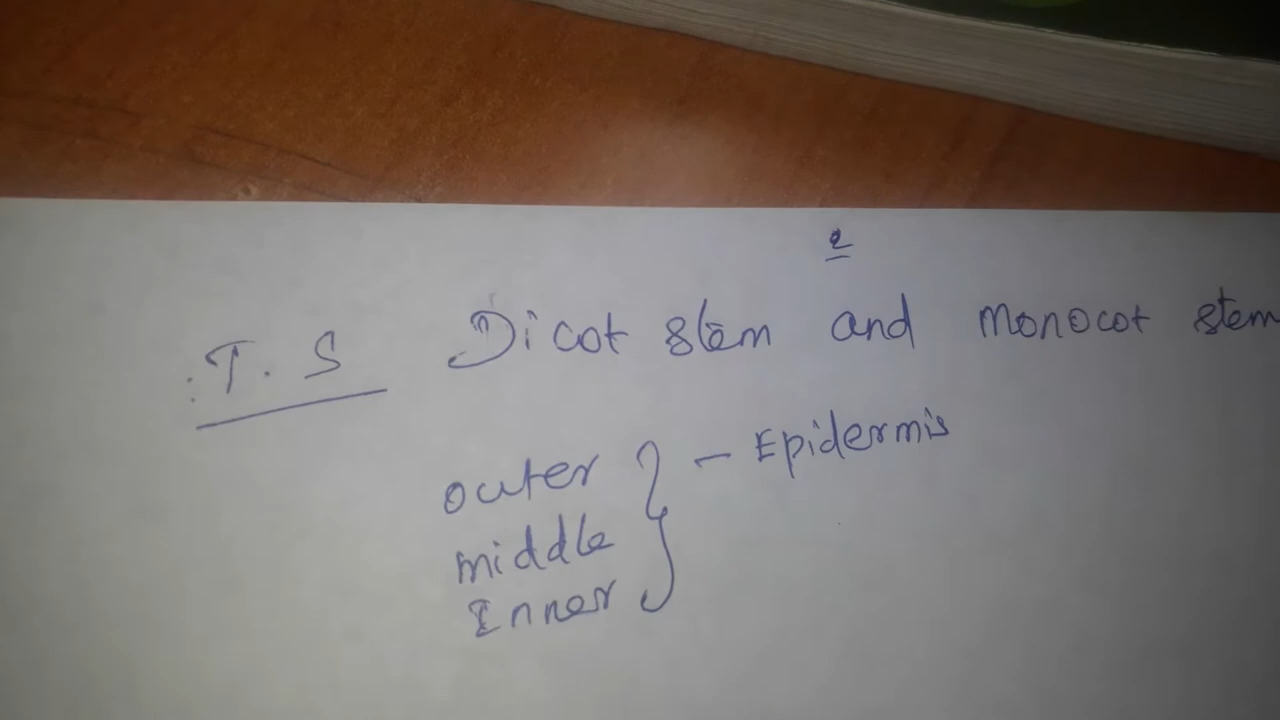 2
: T. S Dicot stem and Monocot stem
outer } - Epidermis
middle
Inner